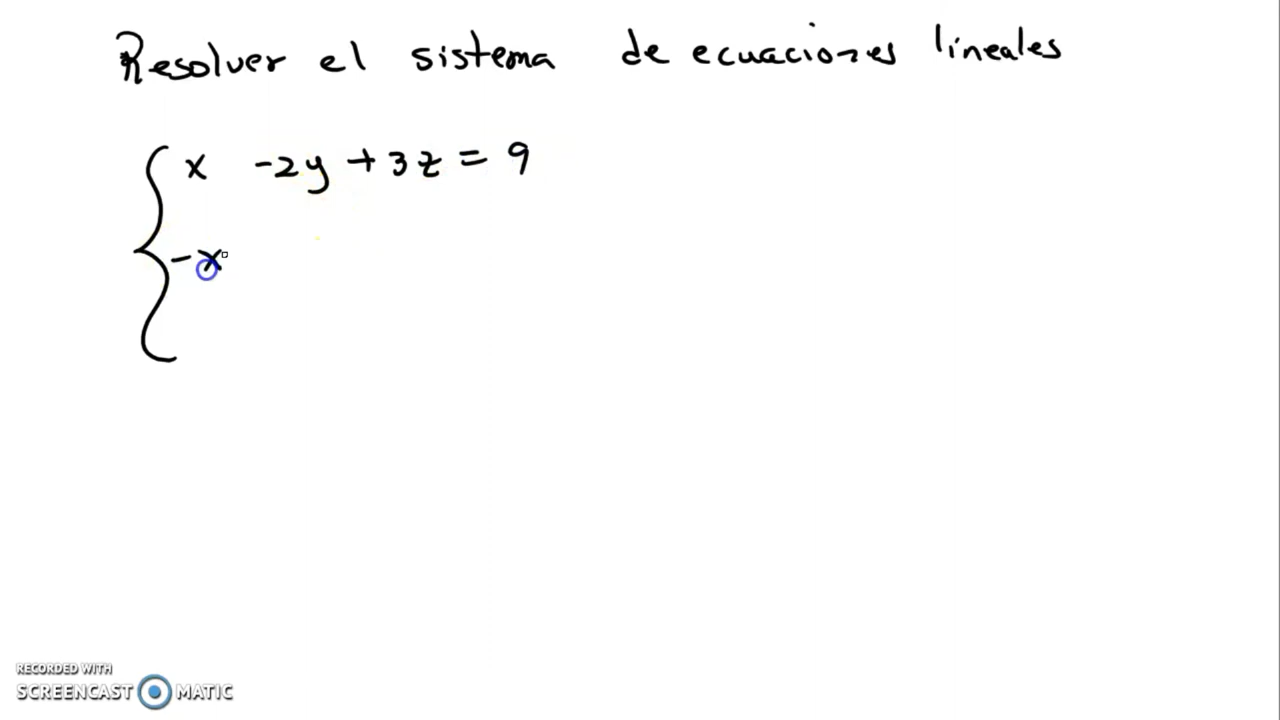 Resolver el sistema de ecuaciones lineales
x -2y + 3z = 9
-x
RECORDED WITH
SCREENCAST MATIC